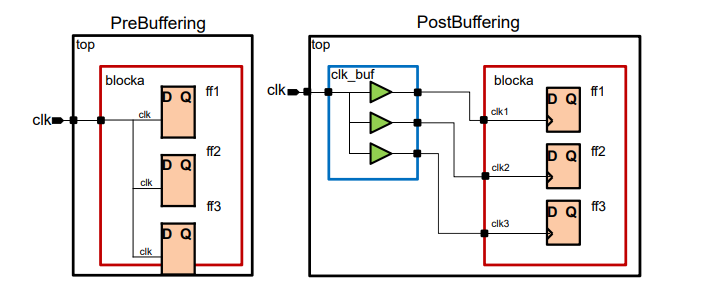 PreBuffering
top
blocka
clk
clk
D Q
ff1
clk
D Q
ff2
clk
D Q
ff3
PostBuffering
top
clk
clk_buf
blocka
clk1
D Q
ff1
clk2
D Q
ff2
clk3
D Q
ff3